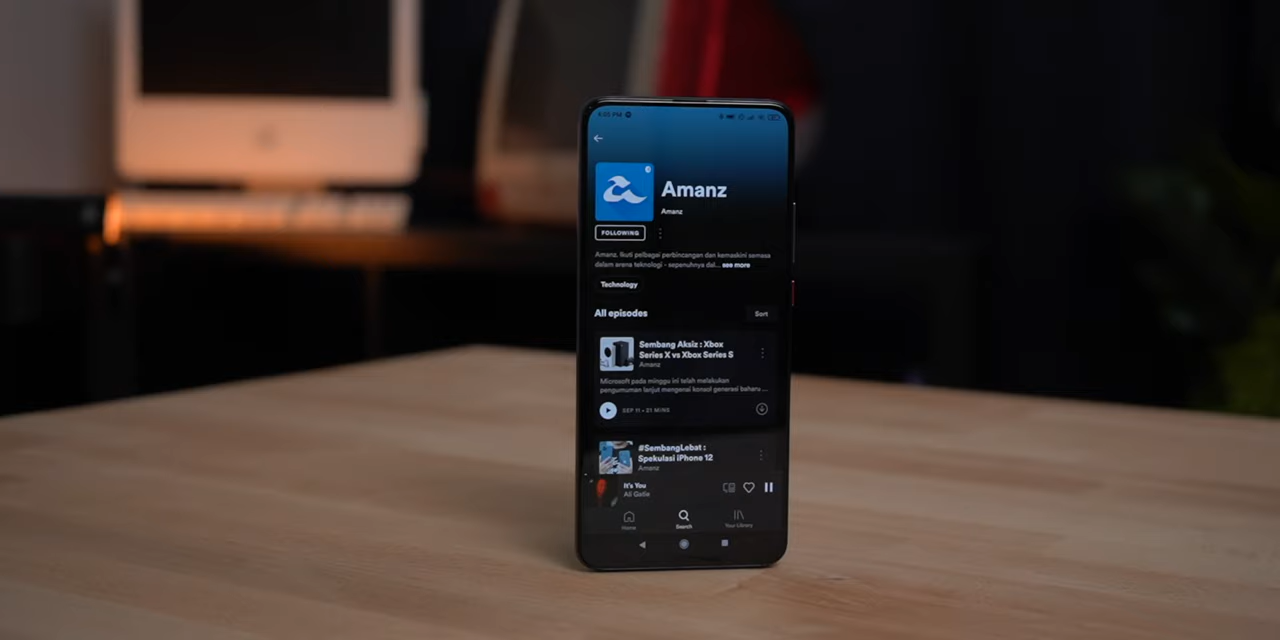 4:05 PM
Amanz
Amanz
FOLLOWING
Amanz. Ikuti pelbagai perbincangan dan kemaskini semasa
dalam arena teknologi - sepenuhnya dal... see more
Technology
All episodes
Sort
Sembang Aksiz : Xbox
Series X vs Xbox Series S
Amanz
Microsoft pada minggu ini telah melakukan
pengumuman lanjut mengenai konsol generasi baharu ...
SEP 11 • 21 MINS
#SembangLebat :
Spekulasi iPhone 12
Amanz
It's You
Ali Gatie
Home
Search
Your Library